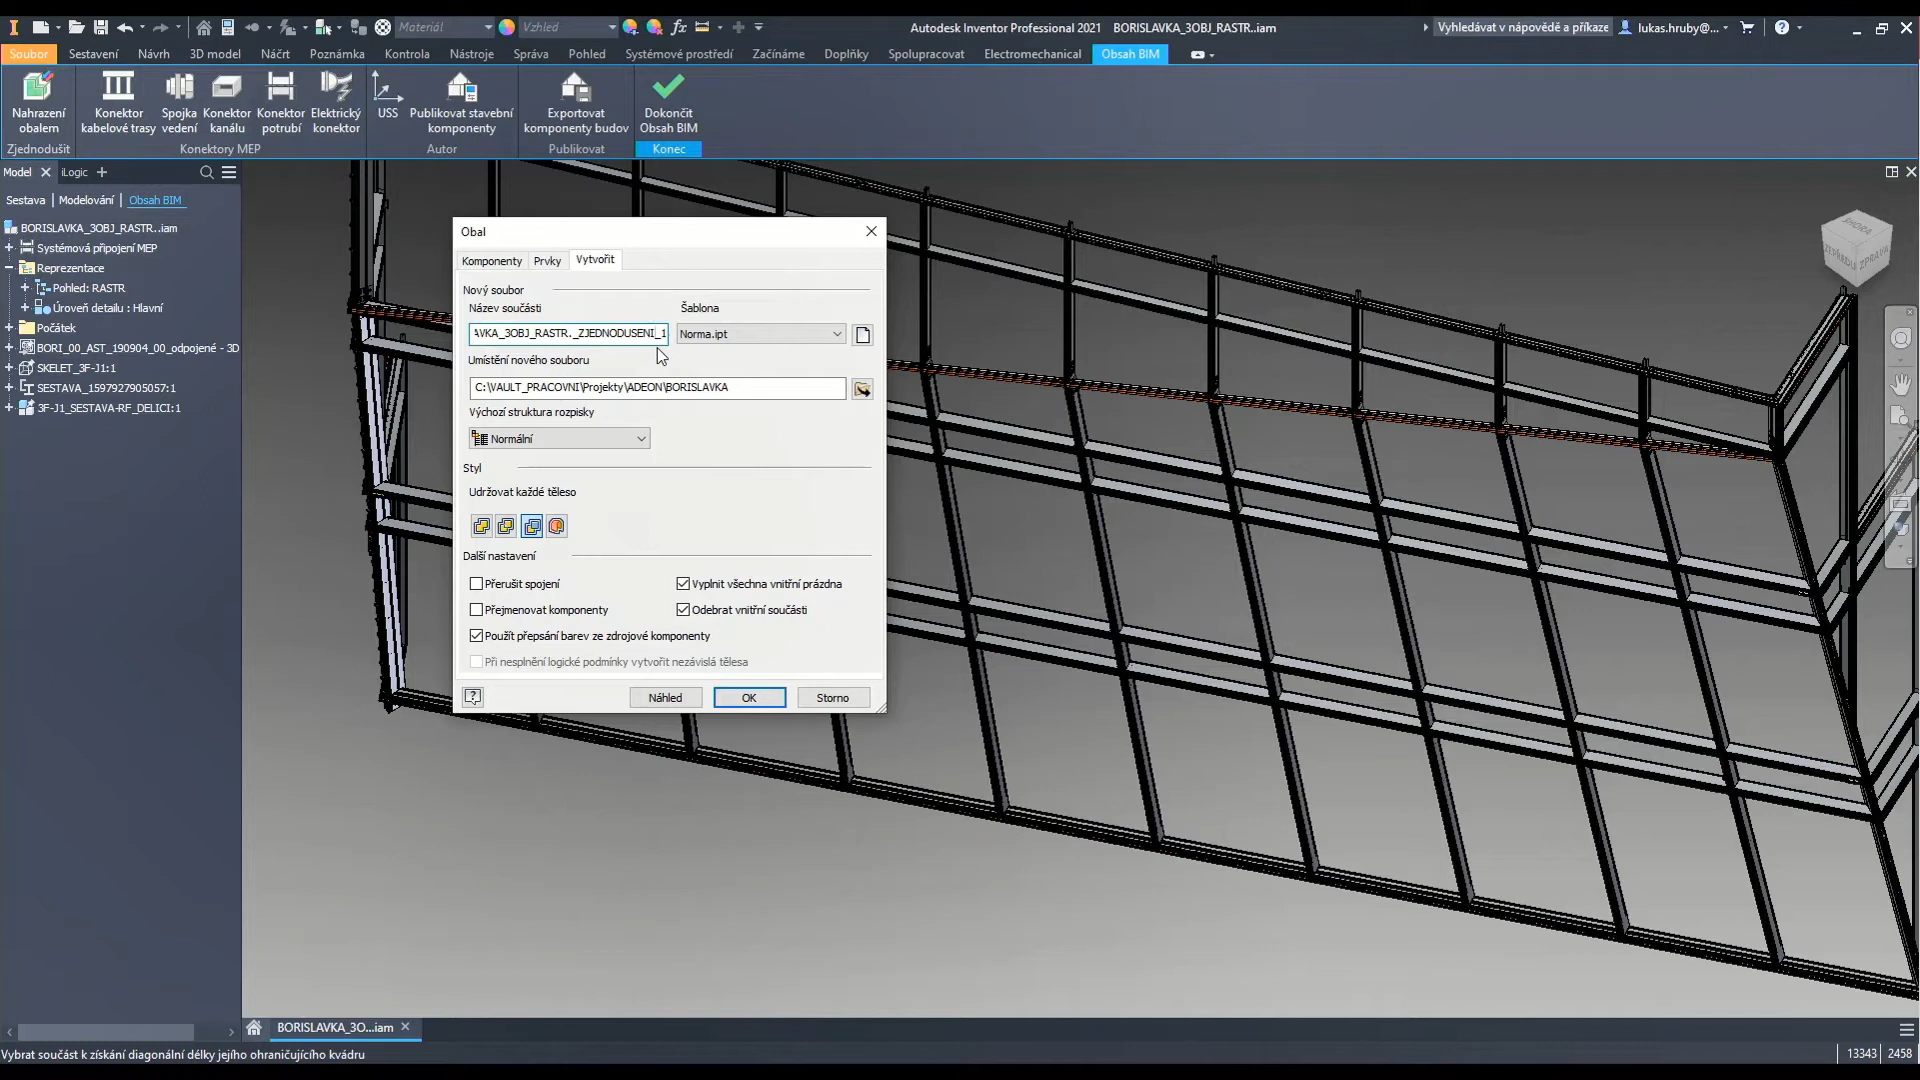 Materiál
Vzhled
Autodesk Inventor Professional 2021 BORISLAVKA_3OBJ_RASTR..iam
Vyhledávat v nápovědě a příkaze
lukas.hruby@...
Soubor Sestavení Návrh 3D model Náčrt Poznámka Kontrola Nástroje Správa Pohled Systémové prostředí Začínáme Doplňky Spolupracovat Electromechanical Obsah BIM
Nahrazení obalem
Konektor kabelové trasy
Spojka vedení
Konektor kanálu
Konektor potrubí
Elektrický konektor
USS
Publikovat stavební komponenty
Exportovat komponenty budov
Dokončit Obsah BIM
Zjednodušit Konektory MEP Autor Publikovat Konec
Model iLogic
Sestava Modelování Obsah BIM
BORISLAVKA_3OBJ_RASTR..iam
Systémová připojení MEP
Reprezentace
Pohled: RASTR
Úroveň detailu : Hlavní
Počátek
BORI_00_AST_190904_00_odpojené - 3D
SKELET_3F-J1:1
SESTAVA_1597927905057:1
3F-J1_SESTAVA-RF_DELICI:1
Obal
Komponenty Prvky Vytvořit
Nový soubor
Název součásti Šablona
AVKA_3OBJ_RASTR._ZJEDNODUSENI_1 Norma.ipt
Umístění nového souboru
C:\VAULT_PRACOVNI\Projekty\ADEON\BORISLAVKA
Výchozí struktura rozpisky
Normální
Styl
Udržovat každé těleso
Další nastavení
Přerušit spojení Vyplnit všechna vnitřní prázdna
Přejmenovat komponenty Odebrat vnitřní součásti
Použít přepsání barev ze zdrojové komponenty
Při nesplnění logické podmínky vytvořit nezávislá tělesa
Náhled OK Storno
HORA
ZEPŘEDU ZPRAVA
BORISLAVKA_3O...iam
Vybrat součást k získání diagonální délky jejího ohraničujícího kvádru
13343 2458